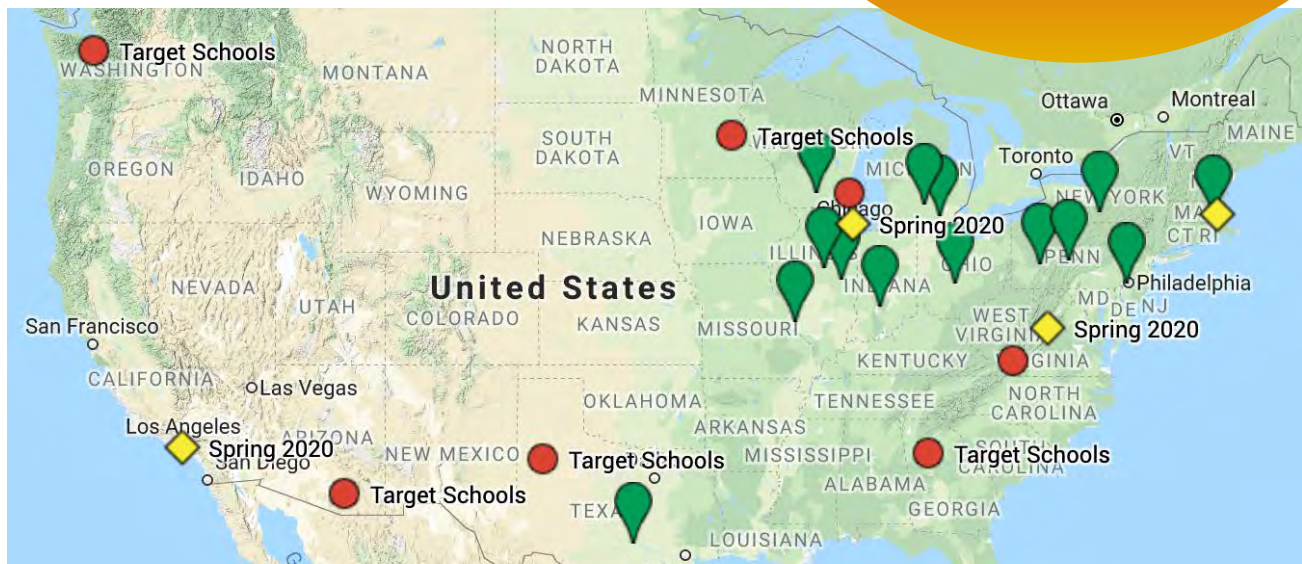 Target Schools
WASHINGTON
MONTANA
NORTH
DAKOTA
MINNESOTA
Ottawa
Montreal
MAINE
OREGON
IDAHO
WYOMING
SOUTH
DAKOTA
Target Schools
Toronto
VT
NEW YORK
IOWA
Chicago
Spring 2020
CT RI
NEBRASKA
OHIO
PENN
NEVADA
UTAH
COLORADO
United States
KANSAS
MISSOURI
INDIANA
Philadelphia
MD
DE
NJ
San Francisco
WEST
VIRGINIA
Spring 2020
CALIFORNIA
Las Vegas
KENTUCKY
VIRGINIA
NORTH
CAROLINA
OKLAHOMA
TENNESSEE
Los Angeles
ARIZONA
NEW MEXICO
ARKANSAS
Spring 2020
San Diego
Target Schools
MISSISSIPPI
Target Schools
SOUTH
CAROLINA
Target Schools
ALABAMA
GEORGIA
TEXAS
LOUISIANA